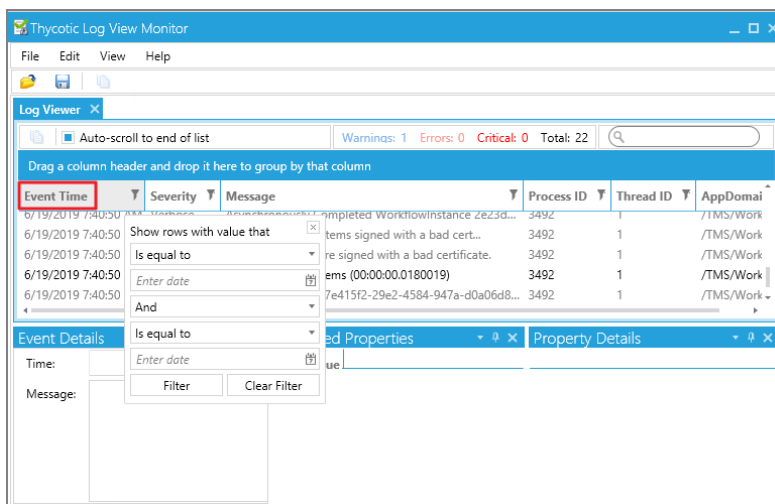 Thycotic Log View Monitor
File Edit View Help
Log Viewer
Auto-scroll to end of list Warnings: 1 Errors: 0 Critical: 0 Total: 22
Drag a column header and drop it here to group by that column
Event Time Severity Message Process ID Thread ID AppDomai
6/19/2019 7:40:50 AM Verbose Asynchronously Completed WorkflowInstance 2e23d... 3492 1 /TMS/Work
6/19/2019 7:40:50 tems signed with a bad cert... 3492 1 /TMS/Work
6/19/2019 7:40:50 re signed with a bad certificate. 3492 1 /TMS/Work
6/19/2019 7:40:50 ems (00:00:00.0180019) 3492 1 /TMS/Work
6/19/2019 7:40:50 7e415f2-29e2-4584-947a-d0a06d8... 3492 1 /TMS/Work
Show rows with value that
Is equal to
Enter date
And
Is equal to
Enter date
Filter Clear Filter
Event Details ed Properties Property Details
Time: ue
Message: